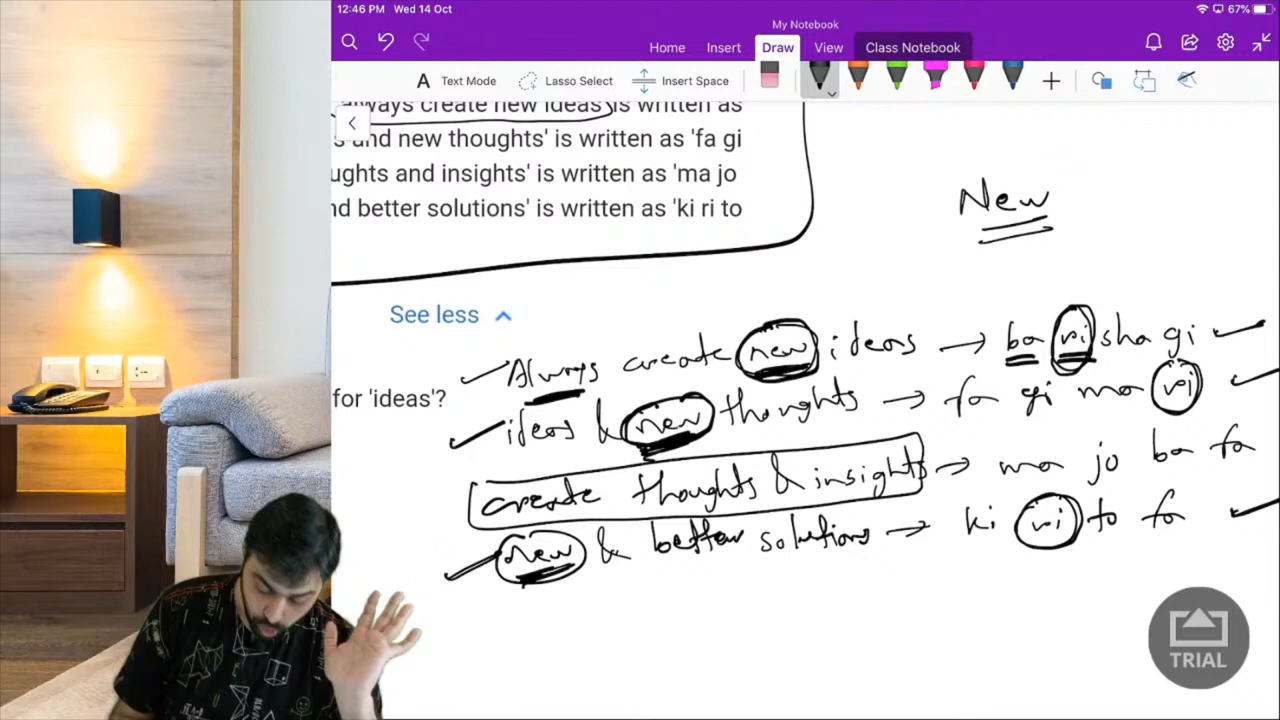 12:46 PM Wed 14 Oct
67%
My Notebook
Home Insert Draw View Class Notebook
Text Mode Lasso Select Insert Space
always create new ideas is written as
s and new thoughts' is written as 'fa gi
ughts and insights' is written as 'ma jo
nd better solutions' is written as 'ki ri to
New
See less
Always create new ideas → ba ri sha gi
for 'ideas'?
ideas & new thoughts → fa gi ma ri
create thoughts & insights → ma jo ba fa
new & better solutions → ki ri to fa
TRIAL